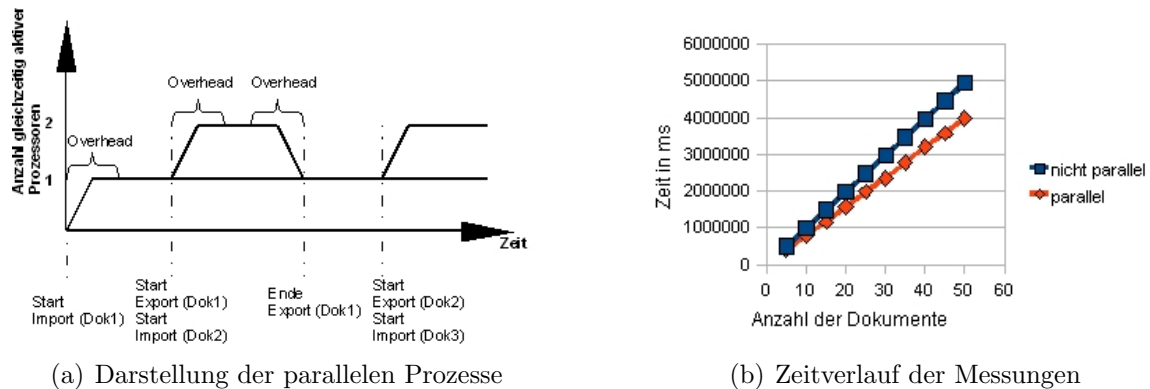 Anzahl gleichzeitig aktiver
Prozessoren
2
1
Overhead
Overhead
Overhead
Zeit
Start
Import (Dok1)
Start
Export (Dok1)
Start
Import (Dok2)
Ende
Export (Dok1)
Start
Export (Dok2)
Start
Import (Dok3)
(a) Darstellung der parallelen Prozesse
6000000
5000000
4000000
3000000
2000000
1000000
0
0 10 20 30 40 50 60
Zeit in ms
Anzahl der Dokumente
nicht parallel
parallel
(b) Zeitverlauf der Messungen